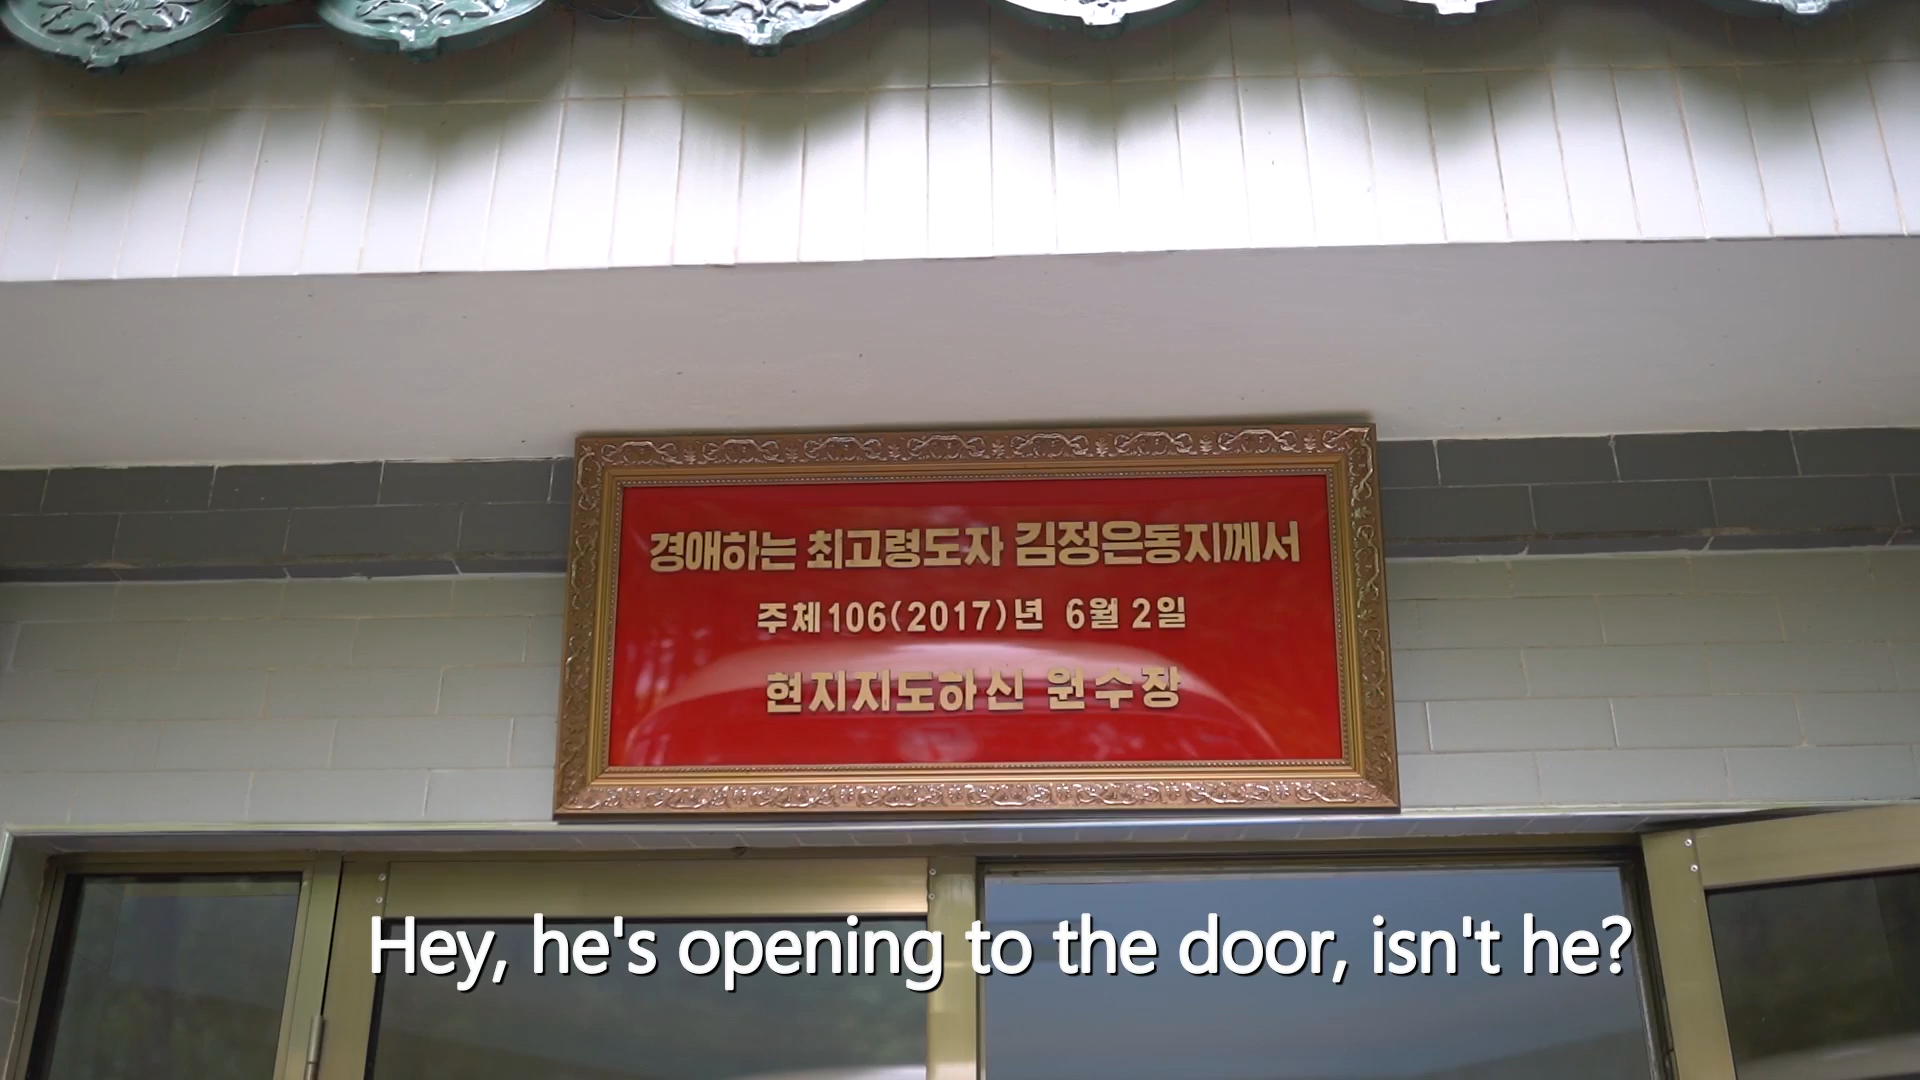 경애하는 최고령도자 김정은동지께서
주체106(2017)년 6월 2일
현지지도하신 원수장
Hey, he's opening to the door, isn't he?